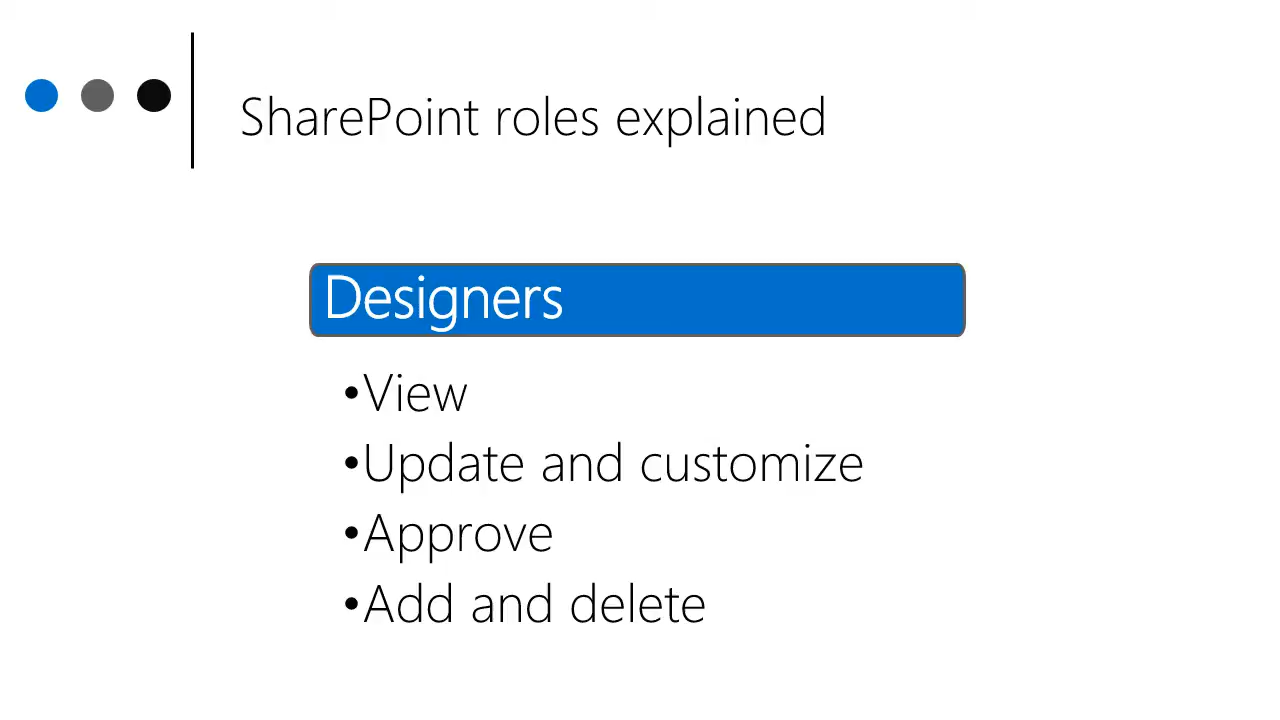 SharePoint roles explained
Designers
•View
•Update and customize
•Approve
•Add and delete